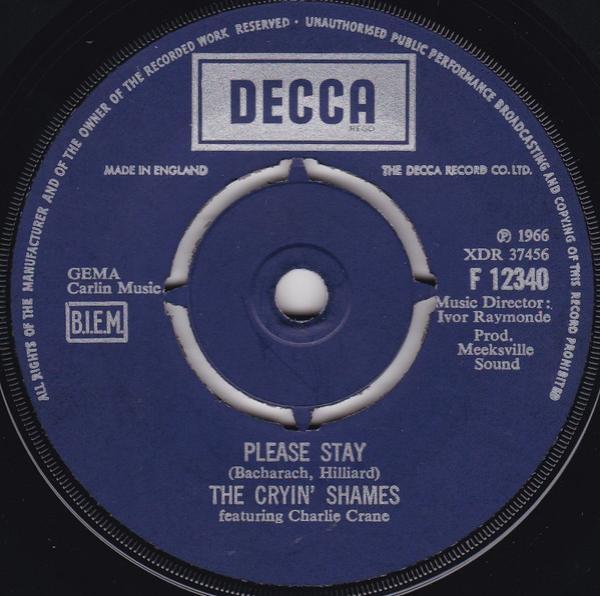 ALL RIGHTS OF THE MANUFACTURER AND OF THE OWNER OF THE RECORDED WORK RESERVED · UNAUTHORISED PUBLIC PERFORMANCE BROADCASTING AND COPYING OF THIS RECORD PROHIBITED
DECCA
REGD
MADE IN ENGLAND
THE DECCA RECORD CO. LTD.
℗ 1966
XDR 37456
F 12340
GEMA
Carlin Music
B.I.E.M.
Music Director:
Ivor Raymonde
Prod.
Meeksville
Sound
PLEASE STAY
(Bacharach, Hilliard)
THE CRYIN' SHAMES
featuring Charlie Crane